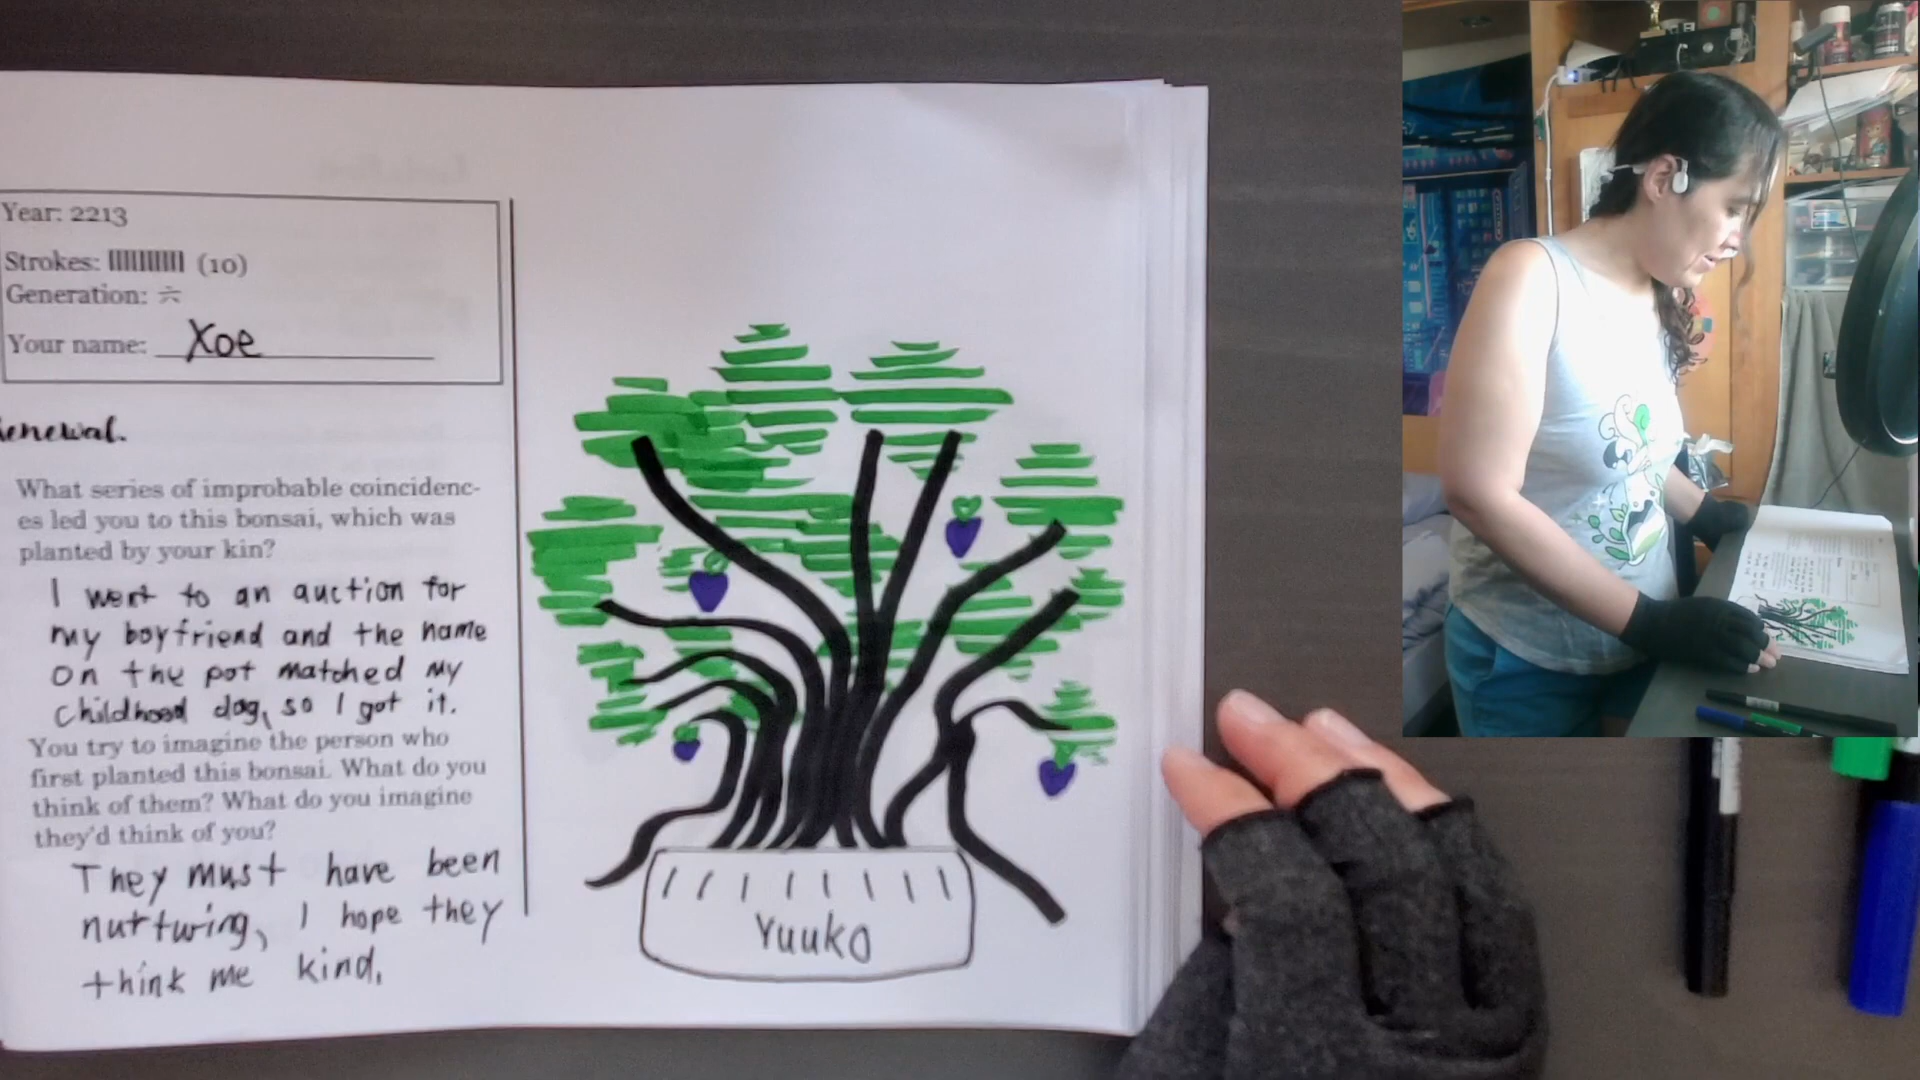 Year: 2213
Strokes: |||||||||| (10)
Generation: 六
Your name: Xoe
enewal.
What series of improbable coincidenc-
es led you to this bonsai, which was
planted by your kin?
I went to an auction for
my boyfriend and the name
on the pot matched my
childhood dog, so I got it.
You try to imagine the person who
first planted this bonsai. What do you
think of them? What do you imagine
they'd think of you?
They must have been
nurturing, I hope they
think me kind.
Yuuko